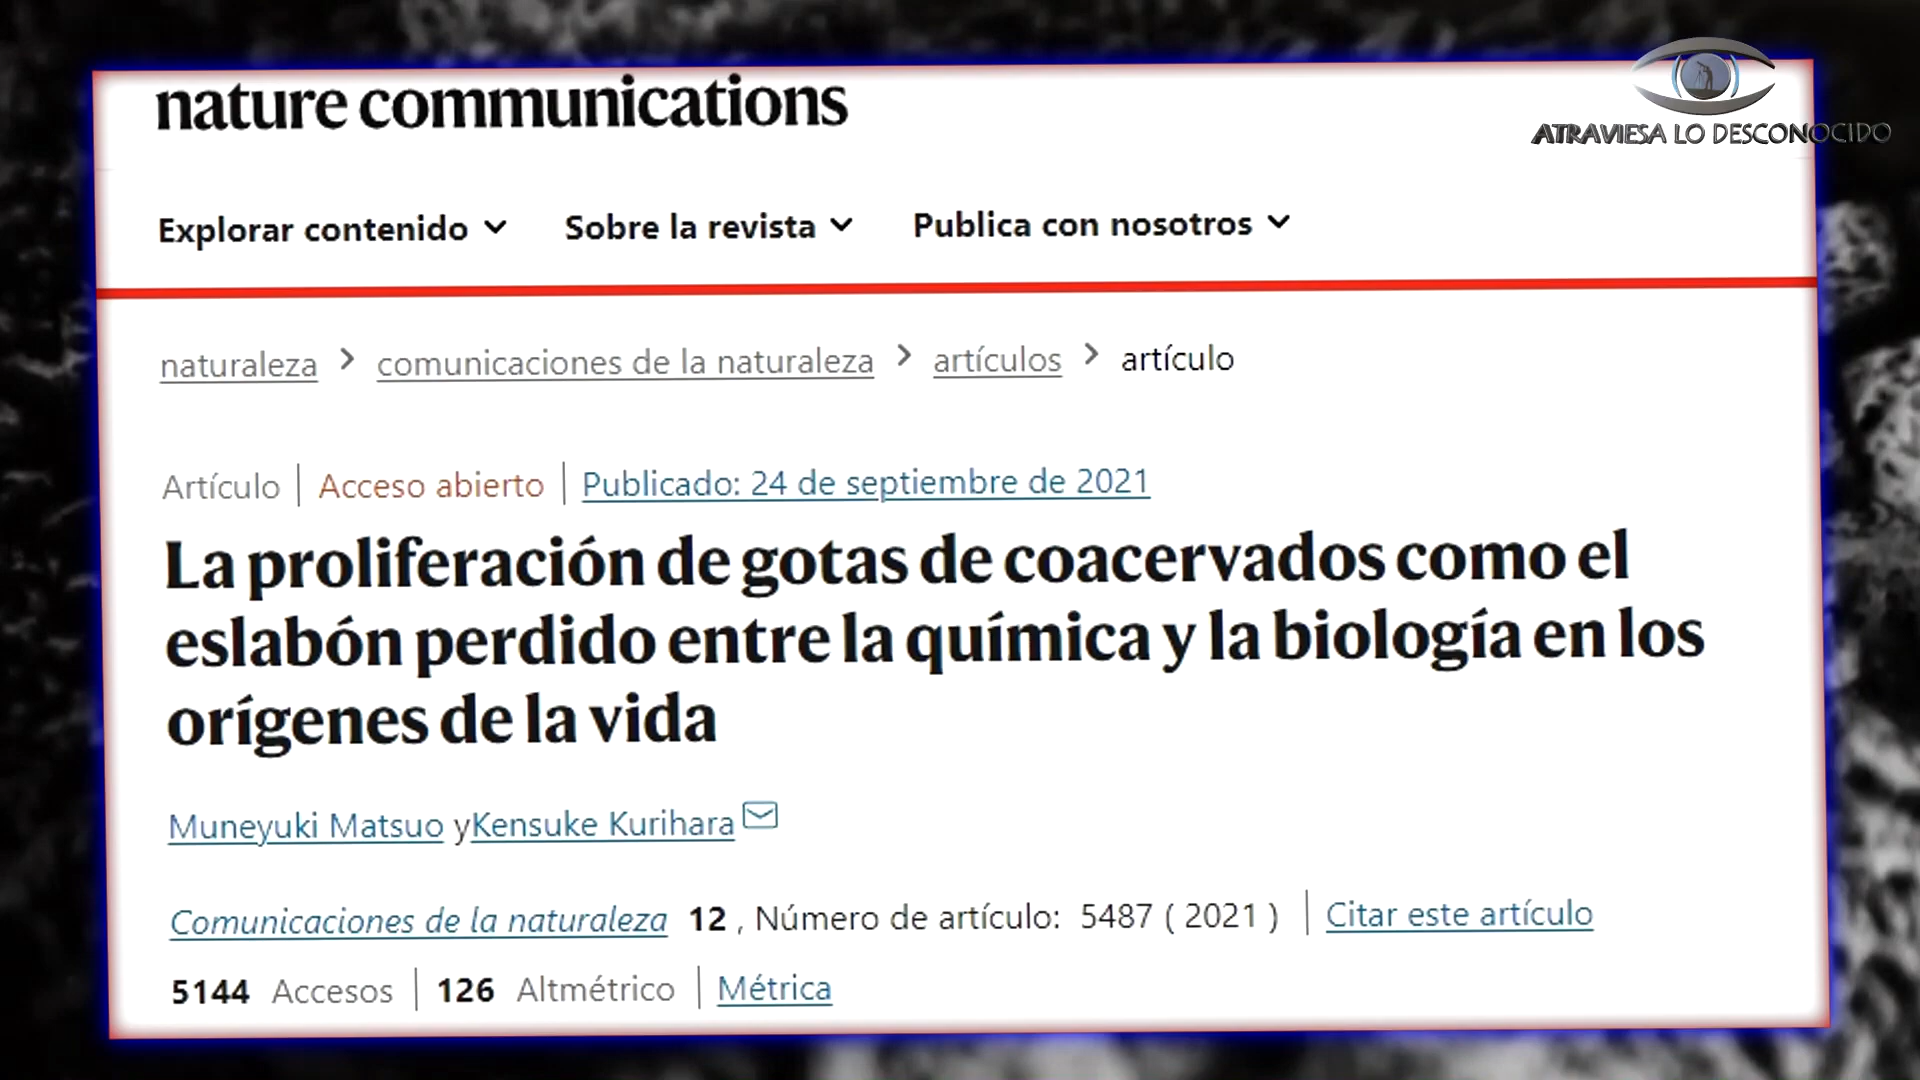 nature communications
ATRAVIESA LO DESCONOCIDO
Explorar contenido Sobre la revista Publica con nosotros
naturaleza > comunicaciones de la naturaleza > artículos > artículo
Artículo | Acceso abierto | Publicado: 24 de septiembre de 2021
La proliferación de gotas de coacervados como el
eslabón perdido entre la química y la biología en los
orígenes de la vida
Muneyuki Matsuo yKensuke Kurihara
Comunicaciones de la naturaleza 12 , Número de artículo: 5487 ( 2021 ) | Citar este artículo
5144 Accesos | 126 Altmétrico | Métrica